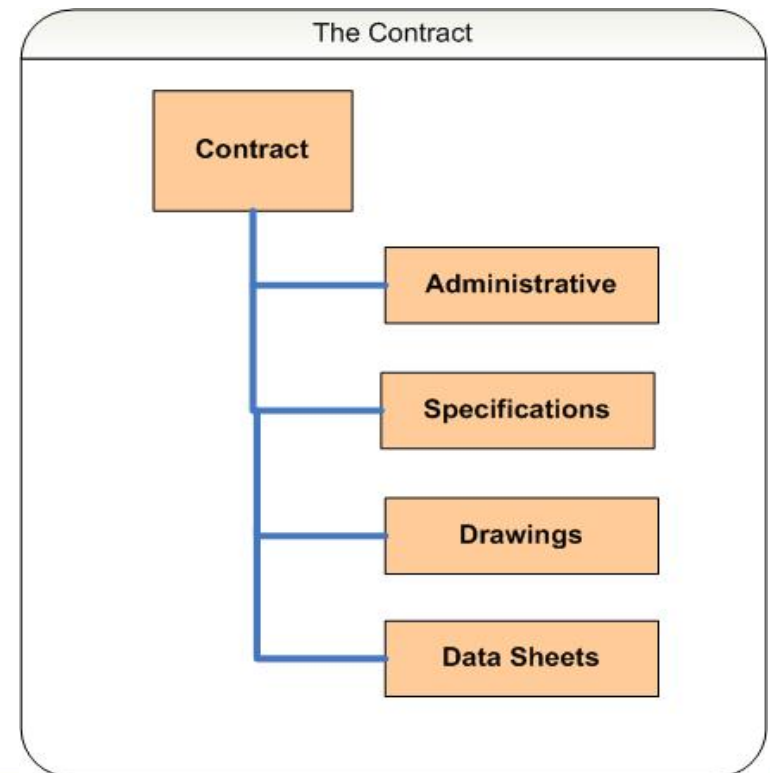 The Contract
Contract
Administrative
Specifications
Drawings
Data Sheets